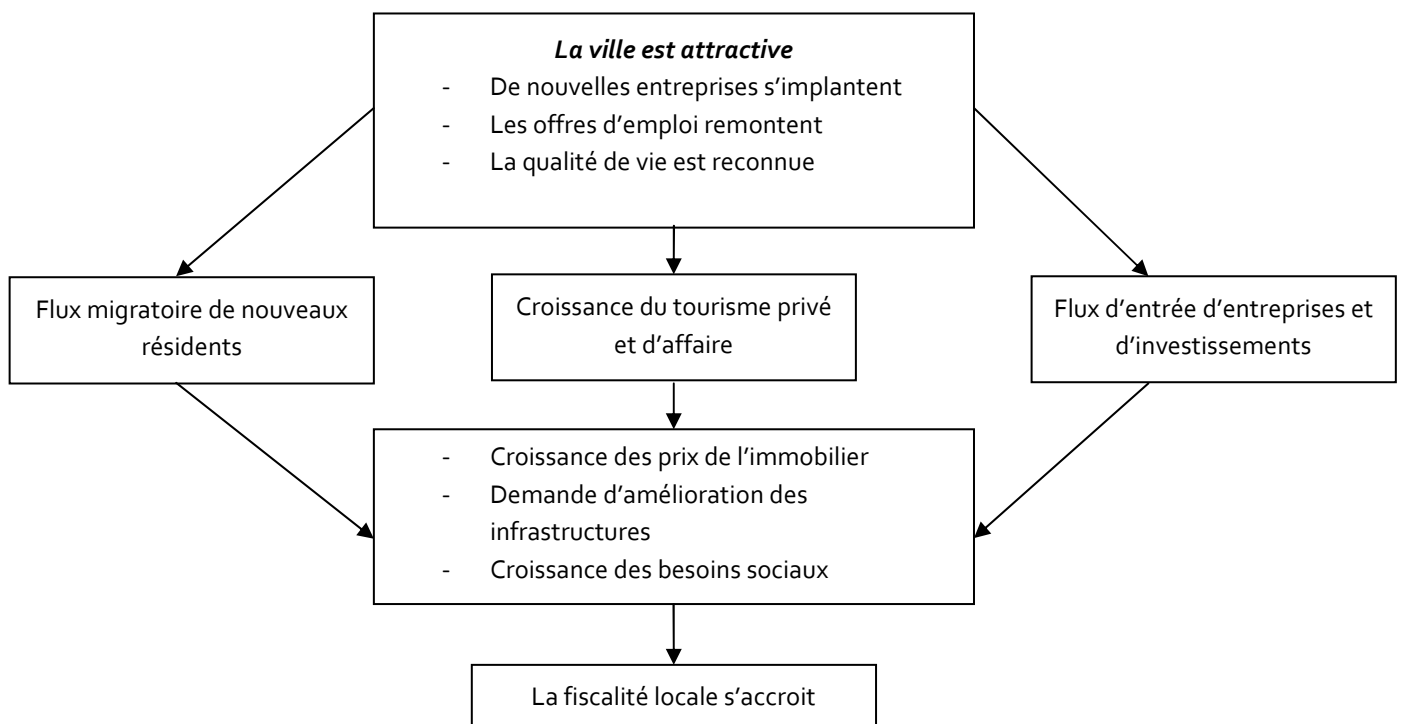 La ville est attractive
- De nouvelles entreprises s’implantent
- Les offres d’emploi remontent
- La qualité de vie est reconnue
Flux migratoire de nouveaux
résidents
Croissance du tourisme privé
et d’affaire
Flux d’entrée d’entreprises et
d’investissements
- Croissance des prix de l’immobilier
- Demande d’amélioration des
infrastructures
- Croissance des besoins sociaux
La fiscalité locale s’accroit